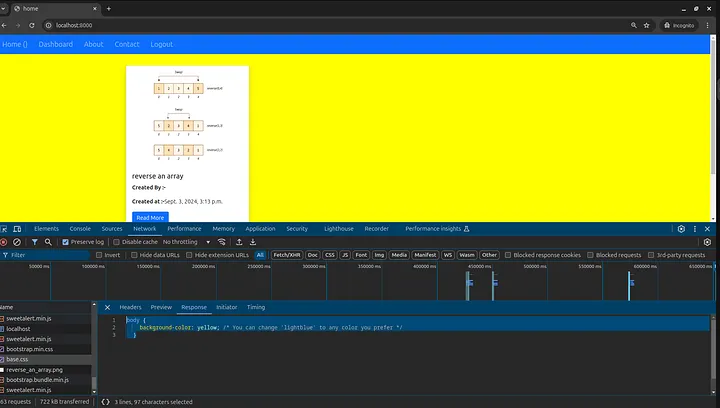 home
localhost:8000
Incognito
Home {} Dashboard About Contact Logout
Swap
1 2 3 4 5
0 1 2 3 4
Swap
5 2 3 4 1
0 1 2 3 4
5 4 3 2 1
0 1 2 3 4
reverse an array
Created By :-
Created at :-Sept. 3, 2024, 3:13 p.m.
Read More
Elements Console Sources Network Performance Memory Application Security Lighthouse Recorder Performance insights
Preserve log Disable cache No throttling
Filter Invert Hide data URLs Hide extension URLs All Fetch/XHR Doc CSS JS Font Img Media Manifest WS Wasm Other Blocked response cookies Blocked requests 3rd-party requests
50000 ms 100000 ms 150000 ms 200000 ms 250000 ms 300000 ms 350000 ms 400000 ms 450000 ms 500000 ms 550000 ms 600000 ms 650000
Name Headers Preview Response Initiator Timing
sweetalert.min.js
localhost
sweetalert.min.js
bootstrap.min.css
base.css
reverse_an_array.png
bootstrap.bundle.min.js
sweetalert.min.js
1 body {
2 background-color: yellow; /* You can change 'lightblue' to any color you prefer */
3 }
63 requests 722 kB transferred {} 3 lines, 97 characters selected